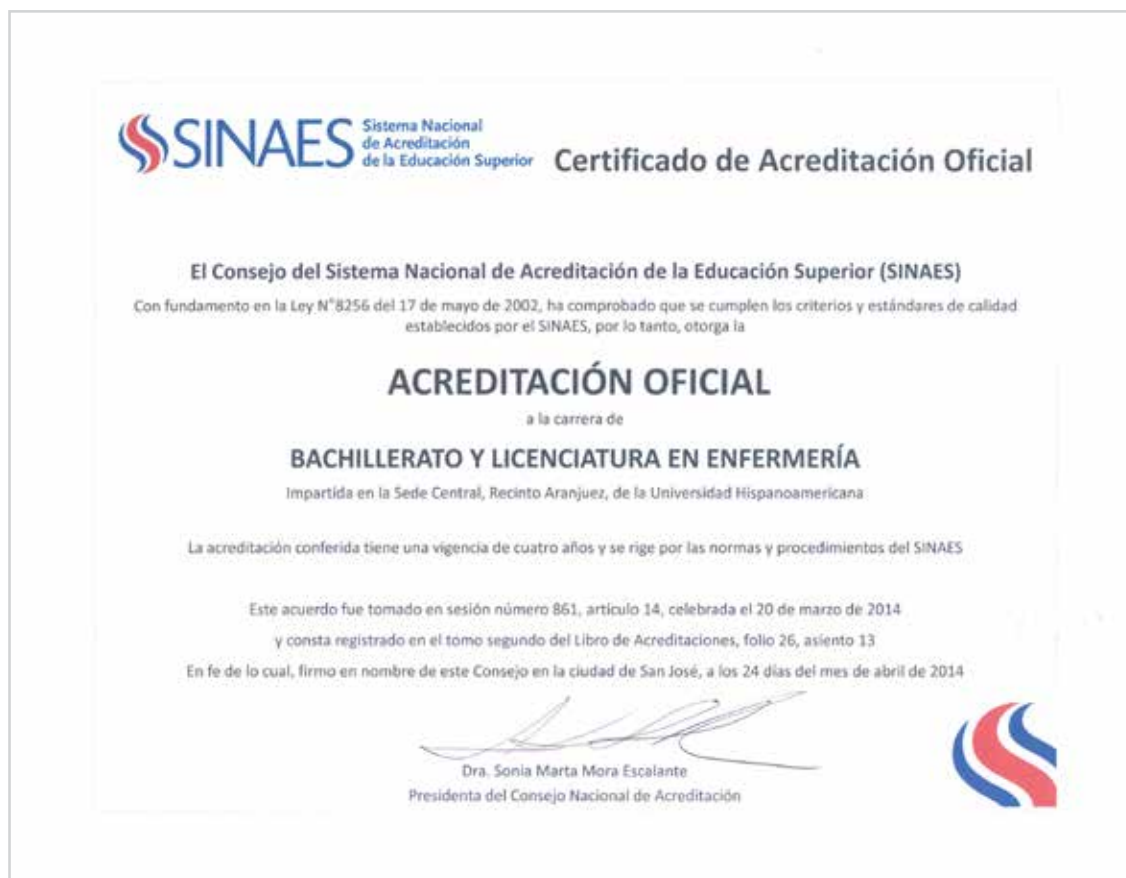 SINAES
Sistema Nacional
de Acreditación
de la Educación Superior
Certificado de Acreditación Oficial
El Consejo del Sistema Nacional de Acreditación de la Educación Superior (SINAES)
Con fundamento en la Ley N°8256 del 17 de mayo de 2002, ha comprobado que se cumplen los criterios y estándares de calidad
establecidos por el SINAES, por lo tanto, otorga la
ACREDITACIÓN OFICIAL
a la carrera de
BACHILLERATO Y LICENCIATURA EN ENFERMERÍA
Impartida en la Sede Central, Recinto Aranjuez, de la Universidad Hispanoamericana
La acreditación conferida tiene una vigencia de cuatro años y se rige por las normas y procedimientos del SINAES
Este acuerdo fue tomado en sesión número 861, artículo 14, celebrada el 20 de marzo de 2014
y consta registrado en el tomo segundo del Libro de Acreditaciones, folio 26, asiento 13
En fe de lo cual, firmo en nombre de este Consejo en la ciudad de San José, a los 24 días del mes de abril de 2014
Dra. Sonia Marta Mora Escalante
Presidenta del Consejo Nacional de Acreditación